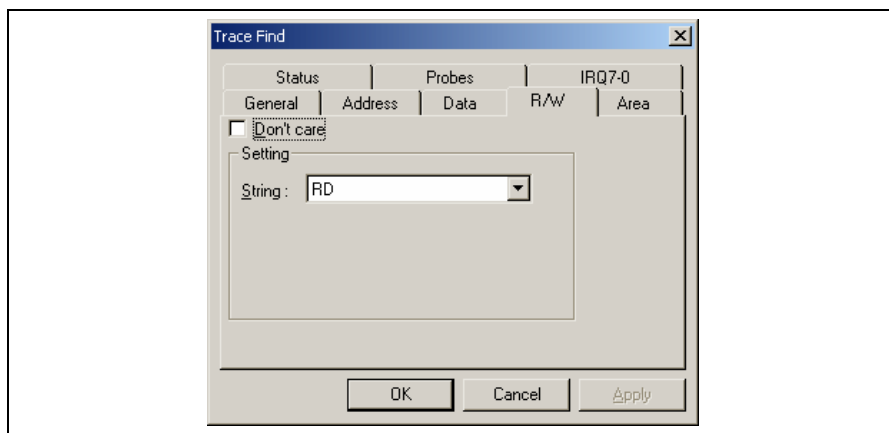 Trace Find
Status Probes IRQ7-0
General Address Data R/W Area
Don't care
Setting
String : RD
OK Cancel Apply